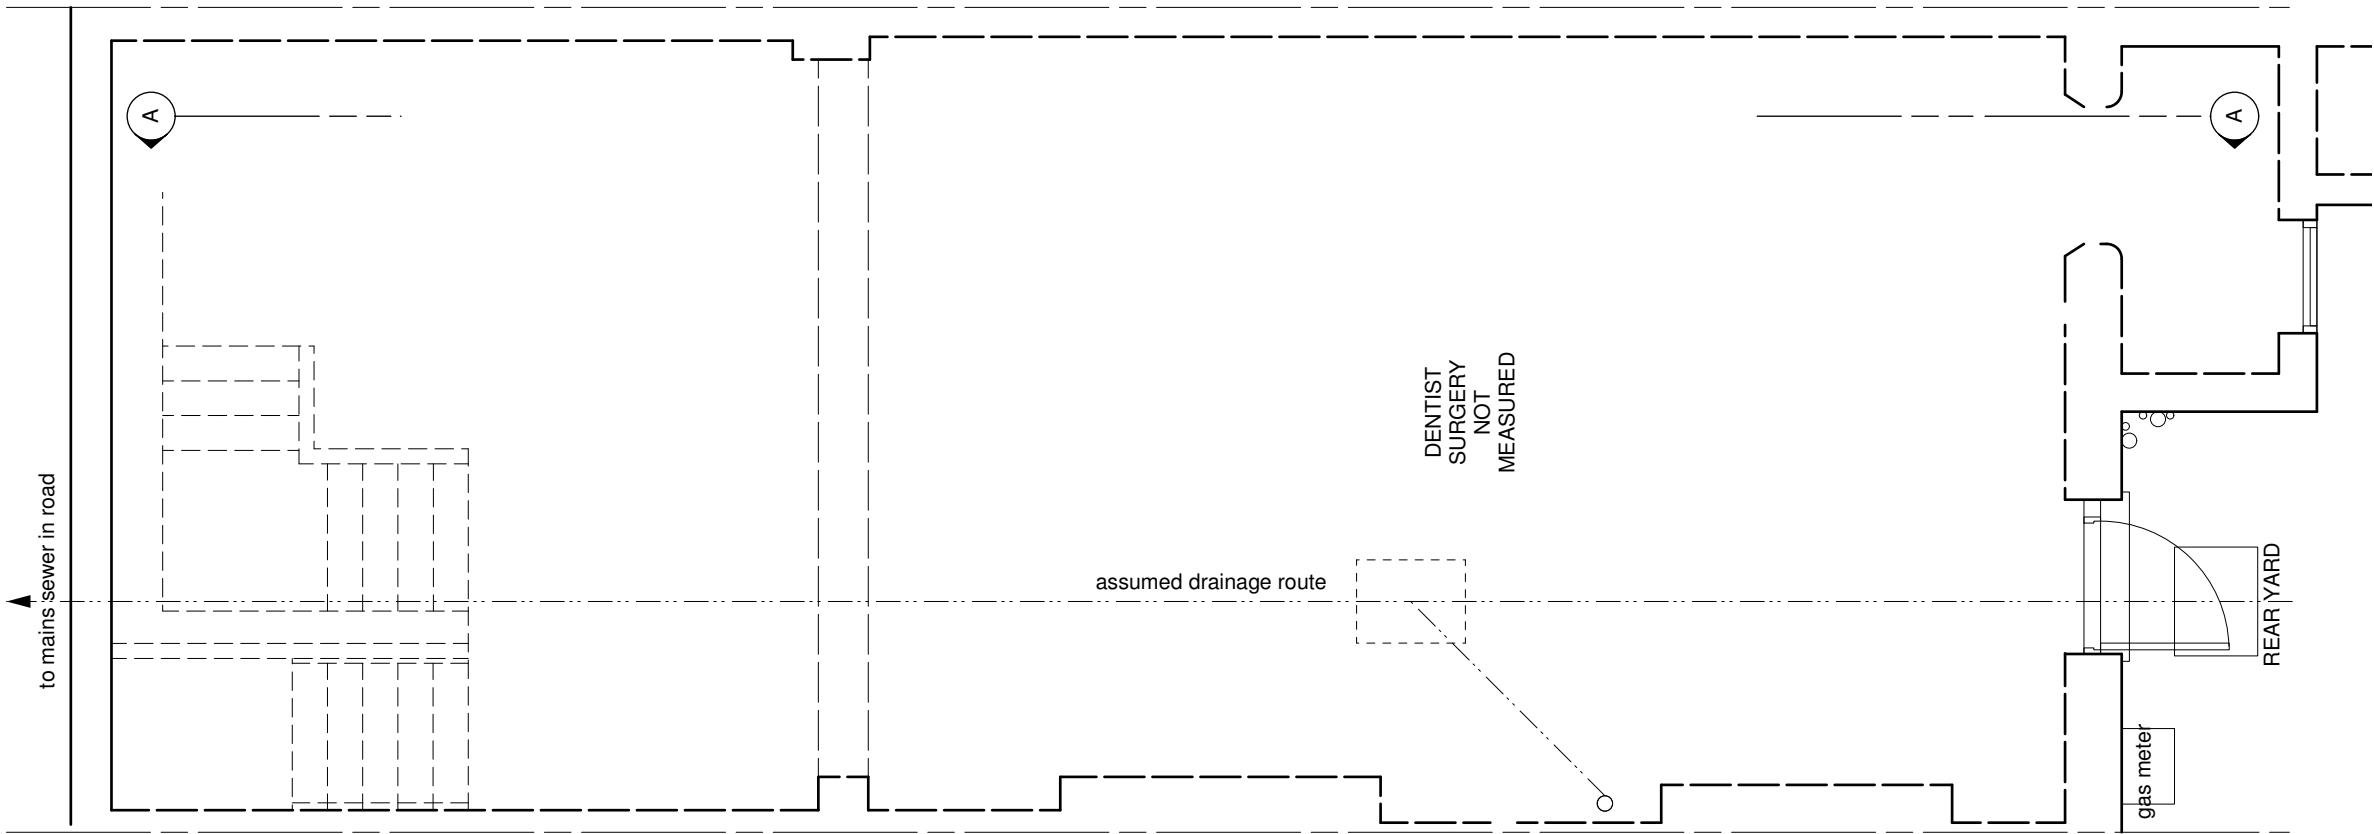 A
A
to mains sewer in road
DENTIST
SURGERY
NOT
MEASURED
assumed drainage route
REAR YARD
gas meter